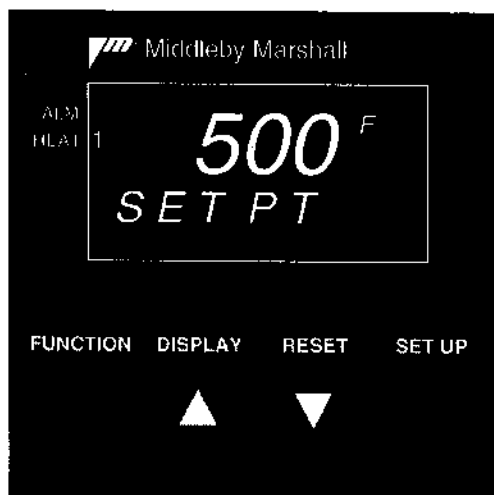 Middleby Marshall
ALM
HEAT 1
500 F
SET PT
FUNCTION DISPLAY RESET SET UP